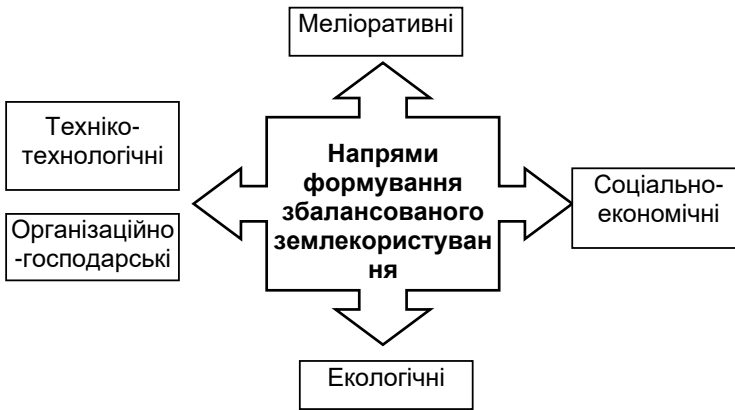 Меліоративні
Техніко-
технологічні
Напрями
формування
збалансованого
землекористуван
ня
Соціально-
економічні
Організаційно
-господарські
Екологічні